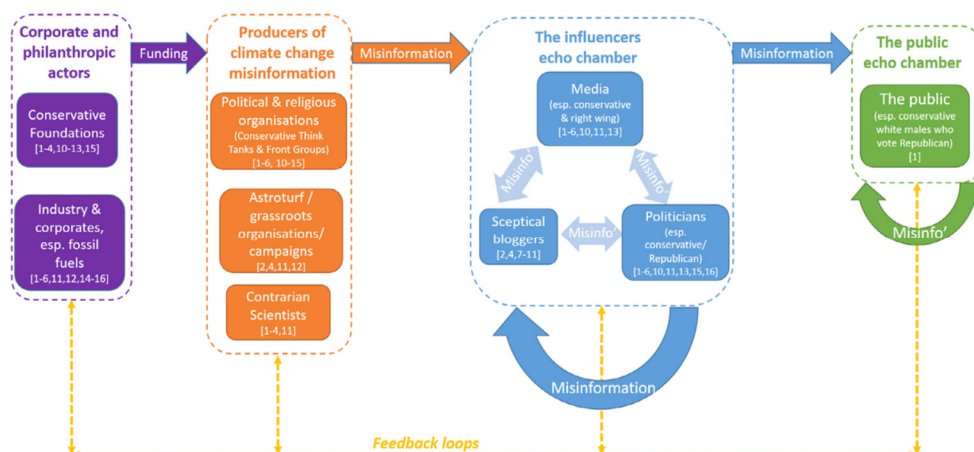 Corporate and
philanthropic
actors
Conservative
Foundations
[1-4,10-13,15]
Industry &
corporates,
esp. fossil
fuels
[1-6,11,12,14-16]
Funding
Producers of
climate change
misinformation
Political & religious
organisations
(Conservative Think
Tanks & Front Groups)
[1-6, 10-15]
Astroturf /
grassroots
organisations/
campaigns
[2,4,11,12]
Contrarian
Scientists
[1-4,11]
Misinformation
The influencers
echo chamber
Media
(esp. conservative
& right wing)
[1-6,10,11,13]
Misinfo'
Misinfo'
Sceptical
bloggers
[2,4,7-11]
Misinfo'
Politicians
(esp.
conservative/
Republican)
[1-6,10,11,13,15,16]
Misinformation
Misinformation
The public
echo chamber
The public
(esp. conservative
white males who
vote Republican)
[1]
Misinfo'
Feedback loops